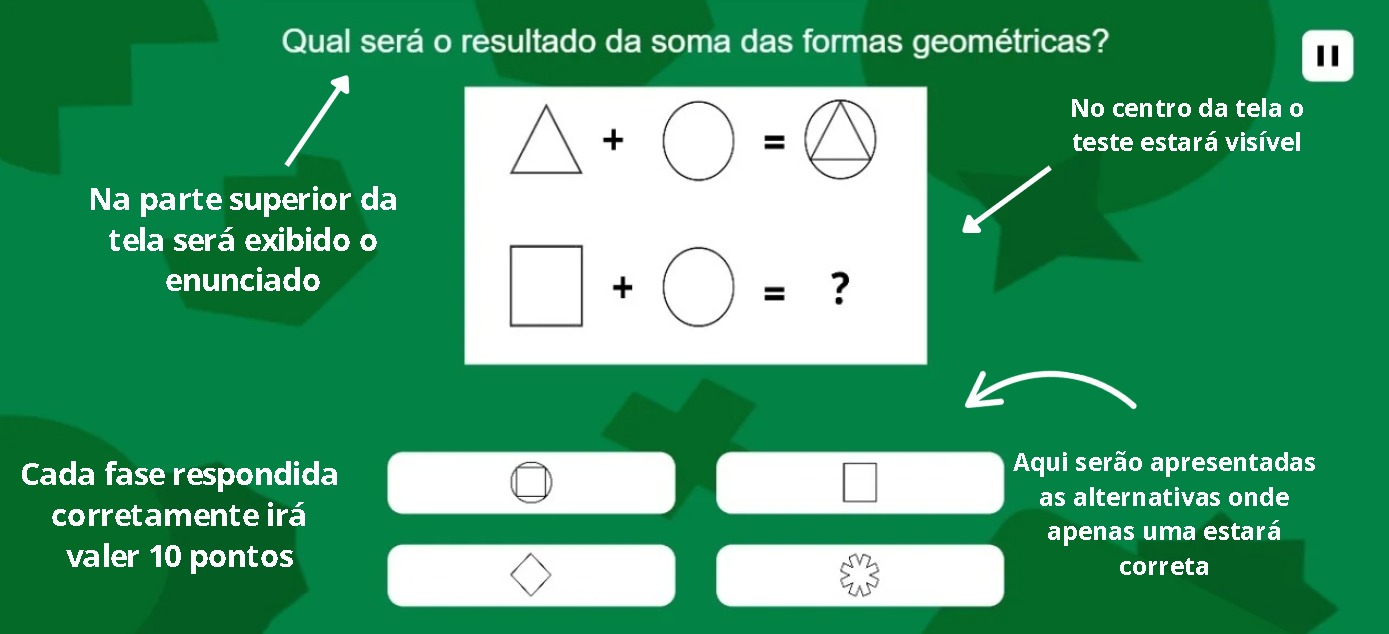 Qual será o resultado da soma das formas geométricas?
No centro da tela o
teste estará visível
Na parte superior da
tela será exibido o
enunciado
+ =
+ = ?
Cada fase respondida
corretamente irá
valer 10 pontos
Aqui serão apresentadas
as alternativas onde
apenas uma estará
correta